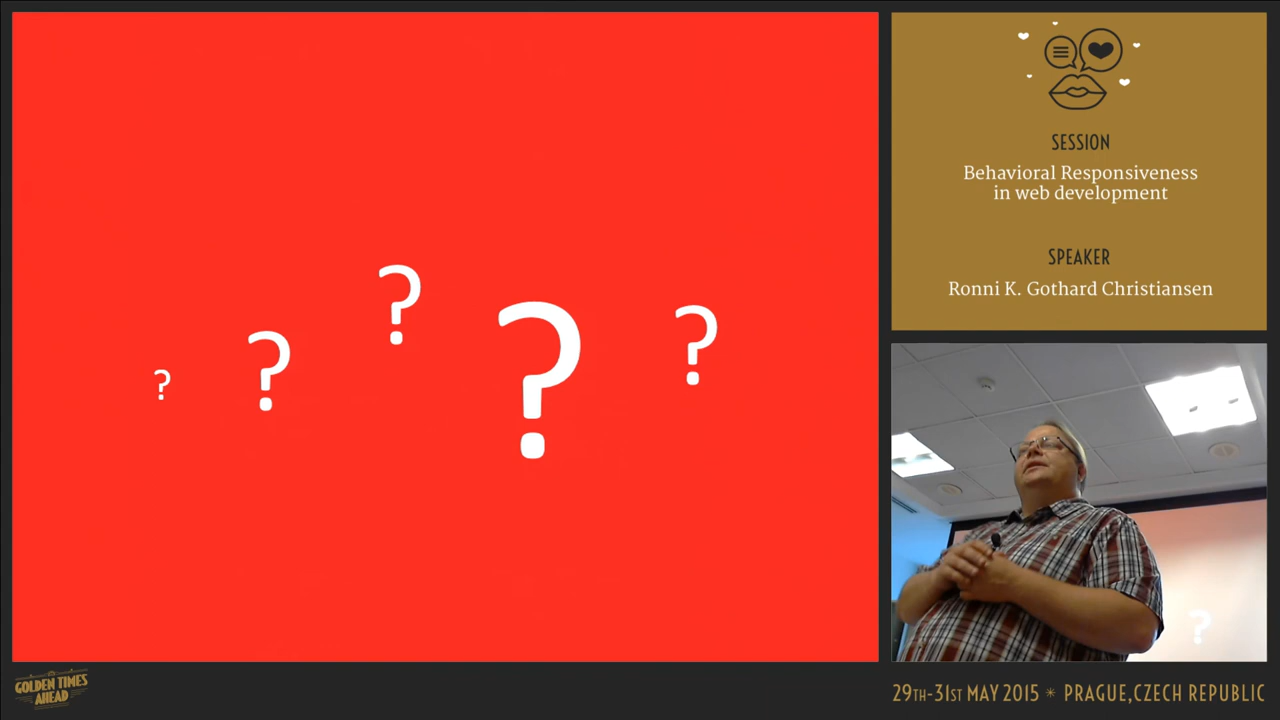 ? ? ? ? ?
SESSION
Behavioral Responsiveness
in web development
SPEAKER
Ronni K. Gothard Christiansen
?
GOLDEN TIMES
AHEAD
29TH-31ST MAY 2015 * PRAGUE,CZECH REPUBLIC